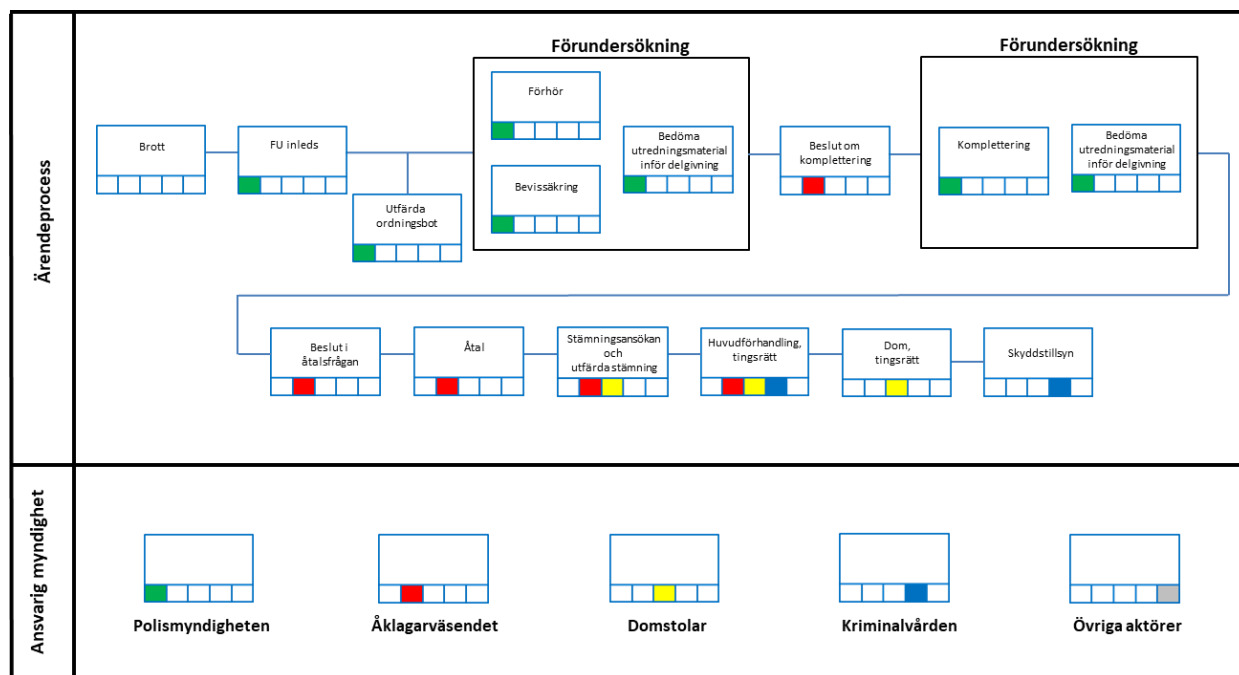 Ärendeprocess
Förundersökning
Förundersökning
Brott
FU inleds
Utfärda
ordningsbot
Förhör
Bevissäkring
Bedöma
utredningsmaterial
inför delgivning
Beslut om
komplettering
Komplettering
Bedöma
utredningsmaterial
inför delgivning
Beslut i
åtalsfrågan
Åtal
Stämningsansökan
och
utfärda stämning
Huvudförhandling,
tingsrätt
Dom,
tingsrätt
Skyddstillsyn
Ansvarig myndighet
Polismyndigheten
Åklagarväsendet
Domstolar
Kriminalvården
Övriga aktörer